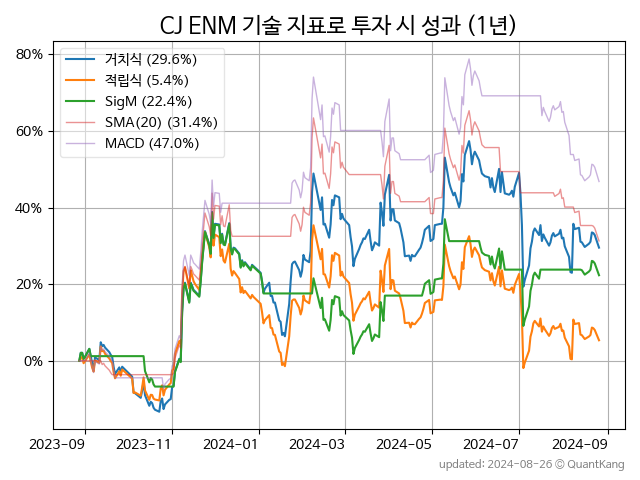 CJ ENM 기술 지표로 투자 시 성과 (1년)
거치식 (29.6%)
적립식 (5.4%)
SigM (22.4%)
SMA(20) (31.4%)
MACD (47.0%)
80%
60%
40%
20%
0%
2023-09 2023-11 2024-01 2024-03 2024-05 2024-07 2024-09
updated: 2024-08-26 © QuantKang